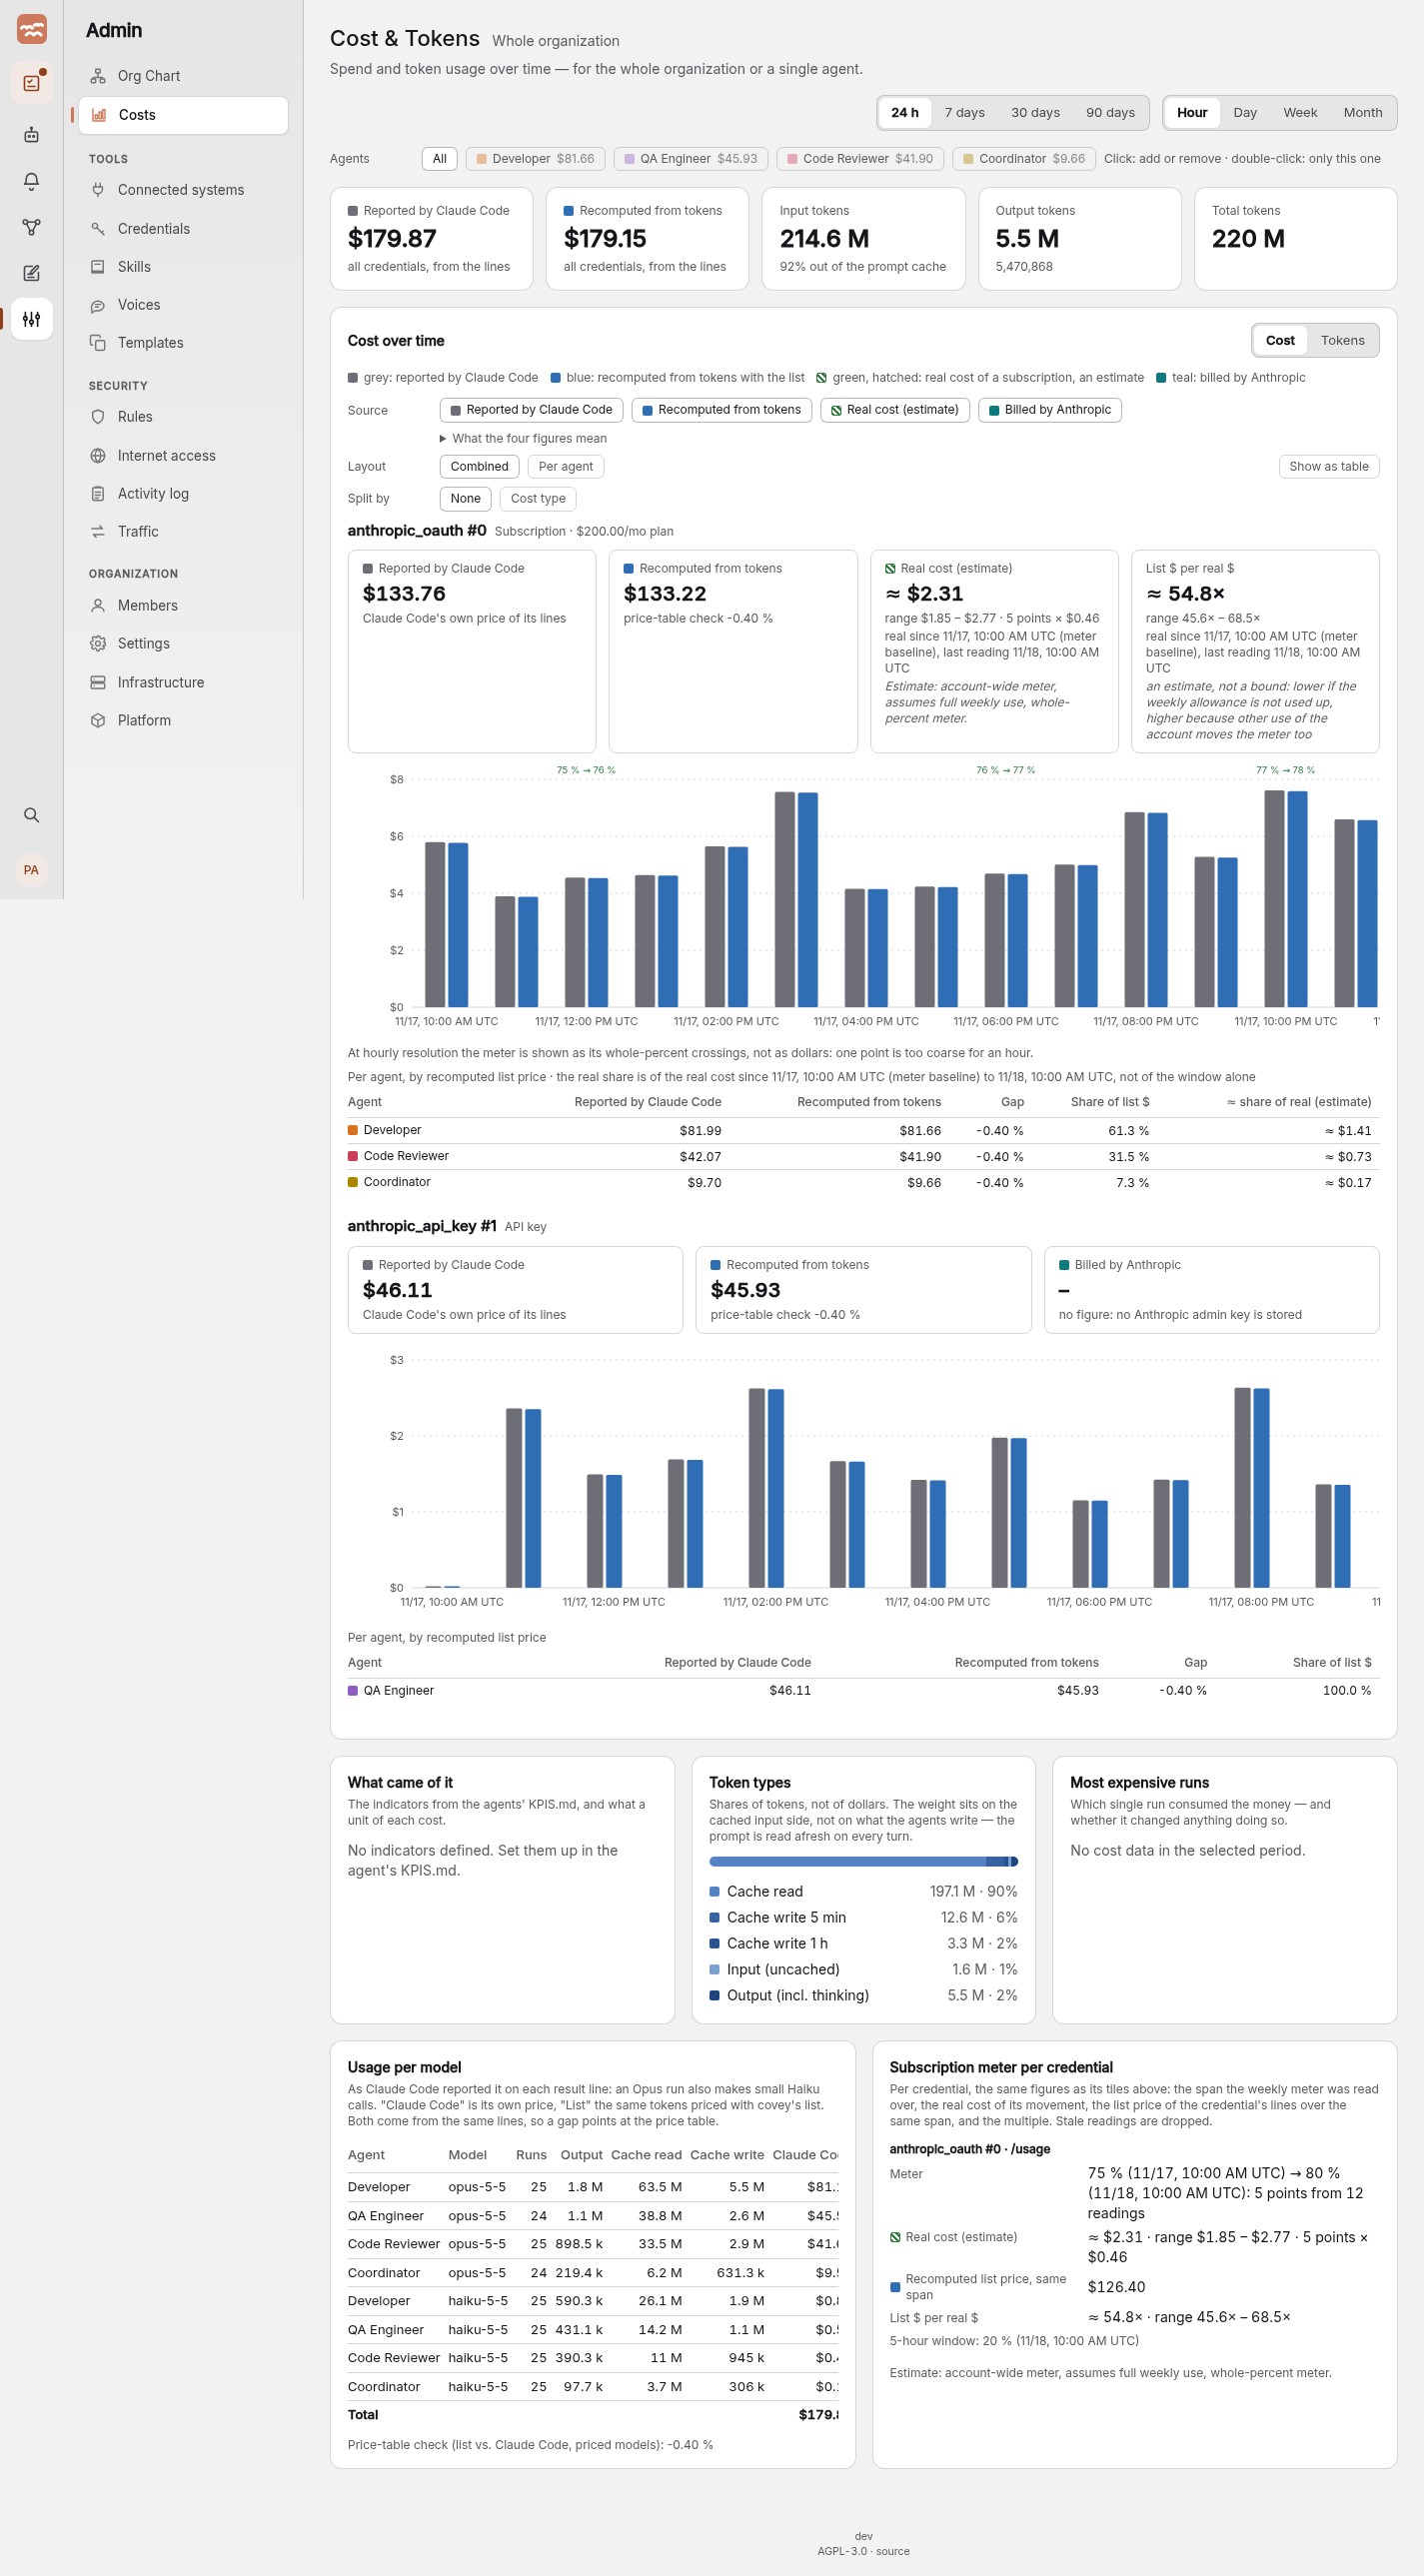 Admin
Org Chart
Costs
TOOLS
Connected systems
Credentials
Skills
Voices
Templates
SECURITY
Rules
Internet access
Activity log
Traffic
ORGANIZATION
Members
Settings
Infrastructure
Platform
PA
Cost & Tokens Whole organization
Spend and token usage over time — for the whole organization or a single agent.
24 h 7 days 30 days 90 days Hour Day Week Month
Agents All Developer $81.66 QA Engineer $45.93 Code Reviewer $41.90 Coordinator $9.66 Click: add or remove · double-click: only this one
Reported by Claude Code
$179.87
all credentials, from the lines
Recomputed from tokens
$179.15
all credentials, from the lines
Input tokens
214.6 M
92% out of the prompt cache
Output tokens
5.5 M
5,470,868
Total tokens
220 M
Cost over time
Cost Tokens
grey: reported by Claude Code blue: recomputed from tokens with the list green, hatched: real cost of a subscription, an estimate teal: billed by Anthropic
Source Reported by Claude Code Recomputed from tokens Real cost (estimate) Billed by Anthropic
▶ What the four figures mean
Layout Combined Per agent Show as table
Split by None Cost type
anthropic_oauth #0 Subscription · $200.00/mo plan
Reported by Claude Code
$133.76
Claude Code's own price of its lines
Recomputed from tokens
$133.22
price-table check -0.40 %
Real cost (estimate)
≈ $2.31
range $1.85 – $2.77 · 5 points × $0.46
real since 11/17, 10:00 AM UTC (meter
baseline), last reading 11/18, 10:00 AM
UTC
Estimate: account-wide meter,
assumes full weekly use, whole-
percent meter.
List $ per real $
≈ 54.8×
range 45.6× – 68.5×
real since 11/17, 10:00 AM UTC (meter
baseline), last reading 11/18, 10:00 AM
UTC
an estimate, not a bound: lower if the
weekly allowance is not used up,
higher because other use of the
account moves the meter too
75 % → 76 % 76 % → 77 % 77 % → 78 %
$8
$6
$4
$2
$0
11/17, 10:00 AM UTC 11/17, 12:00 PM UTC 11/17, 02:00 PM UTC 11/17, 04:00 PM UTC 11/17, 06:00 PM UTC 11/17, 08:00 PM UTC 11/17, 10:00 PM UTC
At hourly resolution the meter is shown as its whole-percent crossings, not as dollars: one point is too coarse for an hour.
Per agent, by recomputed list price · the real share is of the real cost since 11/17, 10:00 AM UTC (meter baseline) to 11/18, 10:00 AM UTC, not of the window alone
Agent Reported by Claude Code Recomputed from tokens Gap Share of list $ ≈ share of real (estimate)
Developer $81.99 $81.66 -0.40 % 61.3 % ≈ $1.41
Code Reviewer $42.07 $41.90 -0.40 % 31.5 % ≈ $0.73
Coordinator $9.70 $9.66 -0.40 % 7.3 % ≈ $0.17
anthropic_api_key #1 API key
Reported by Claude Code
$46.11
Claude Code's own price of its lines
Recomputed from tokens
$45.93
price-table check -0.40 %
Billed by Anthropic
–
no figure: no Anthropic admin key is stored
$3
$2
$1
$0
11/17, 10:00 AM UTC 11/17, 12:00 PM UTC 11/17, 02:00 PM UTC 11/17, 04:00 PM UTC 11/17, 06:00 PM UTC 11/17, 08:00 PM UTC 11
Per agent, by recomputed list price
Agent Reported by Claude Code Recomputed from tokens Gap Share of list $
QA Engineer $46.11 $45.93 -0.40 % 100.0 %
What came of it
The indicators from the agents' KPIS.md, and what a
unit of each cost.
No indicators defined. Set them up in the
agent's KPIS.md.
Token types
Shares of tokens, not of dollars. The weight sits on the
cached input side, not on what the agents write — the
prompt is read afresh on every turn.
Cache read 197.1 M · 90%
Cache write 5 min 12.6 M · 6%
Cache write 1 h 3.3 M · 2%
Input (uncached) 1.6 M · 1%
Output (incl. thinking) 5.5 M · 2%
Most expensive runs
Which single run consumed the money — and
whether it changed anything doing so.
No cost data in the selected period.
Usage per model
As Claude Code reported it on each result line: an Opus run also makes small Haiku
calls. "Claude Code" is its own price, "List" the same tokens priced with covey's list.
Both come from the same lines, so a gap points at the price table.
Agent Model Runs Output Cache read Cache write Claude Co
Developer opus-5-5 25 1.8 M 63.5 M 5.5 M $81.
QA Engineer opus-5-5 24 1.1 M 38.8 M 2.6 M $45.
Code Reviewer opus-5-5 25 898.5 k 33.5 M 2.9 M $41.
Coordinator opus-5-5 24 219.4 k 6.2 M 631.3 k $9.
Developer haiku-5-5 25 590.3 k 26.1 M 1.9 M $0.
QA Engineer haiku-5-5 25 431.1 k 14.2 M 1.1 M $0.
Code Reviewer haiku-5-5 25 390.3 k 11 M 945 k $0.
Coordinator haiku-5-5 25 97.7 k 3.7 M 306 k $0.
Total $179.
Price-table check (list vs. Claude Code, priced models): -0.40 %
Subscription meter per credential
Per credential, the same figures as its tiles above: the span the weekly meter was read
over, the real cost of its movement, the list price of the credential's lines over the
same span, and the multiple. Stale readings are dropped.
anthropic_oauth #0 · /usage
Meter 75 % (11/17, 10:00 AM UTC) → 80 %
(11/18, 10:00 AM UTC): 5 points from 12
readings
Real cost (estimate) ≈ $2.31 · range $1.85 – $2.77 · 5 points ×
$0.46
Recomputed list price, same
span $126.40
List $ per real $ ≈ 54.8× · range 45.6× – 68.5×
5-hour window: 20 % (11/18, 10:00 AM UTC)
Estimate: account-wide meter, assumes full weekly use, whole-percent meter.
dev
AGPL-3.0 · source